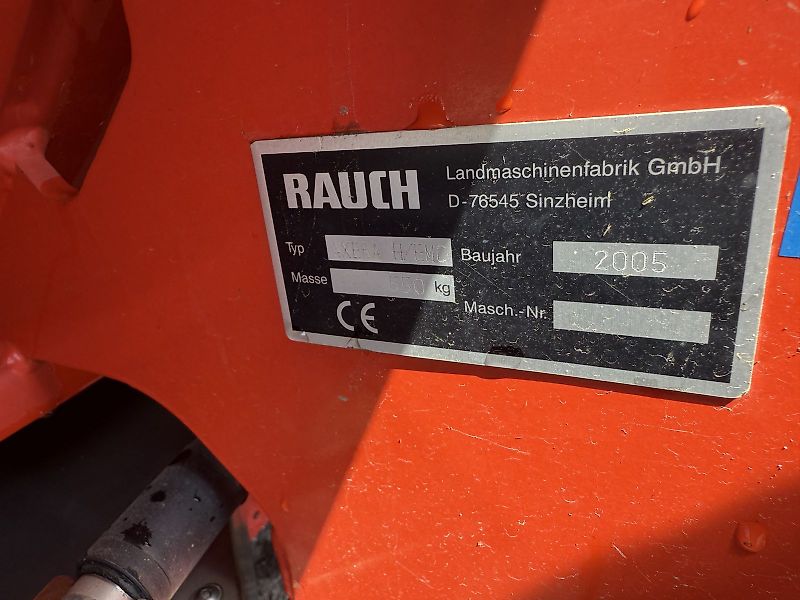 RAUCH
Landmaschinenfabrik GmbH
D-76545 Sinzheim
Typ
Baujahr 2005
Masse kg
Masch.-Nr.
CE